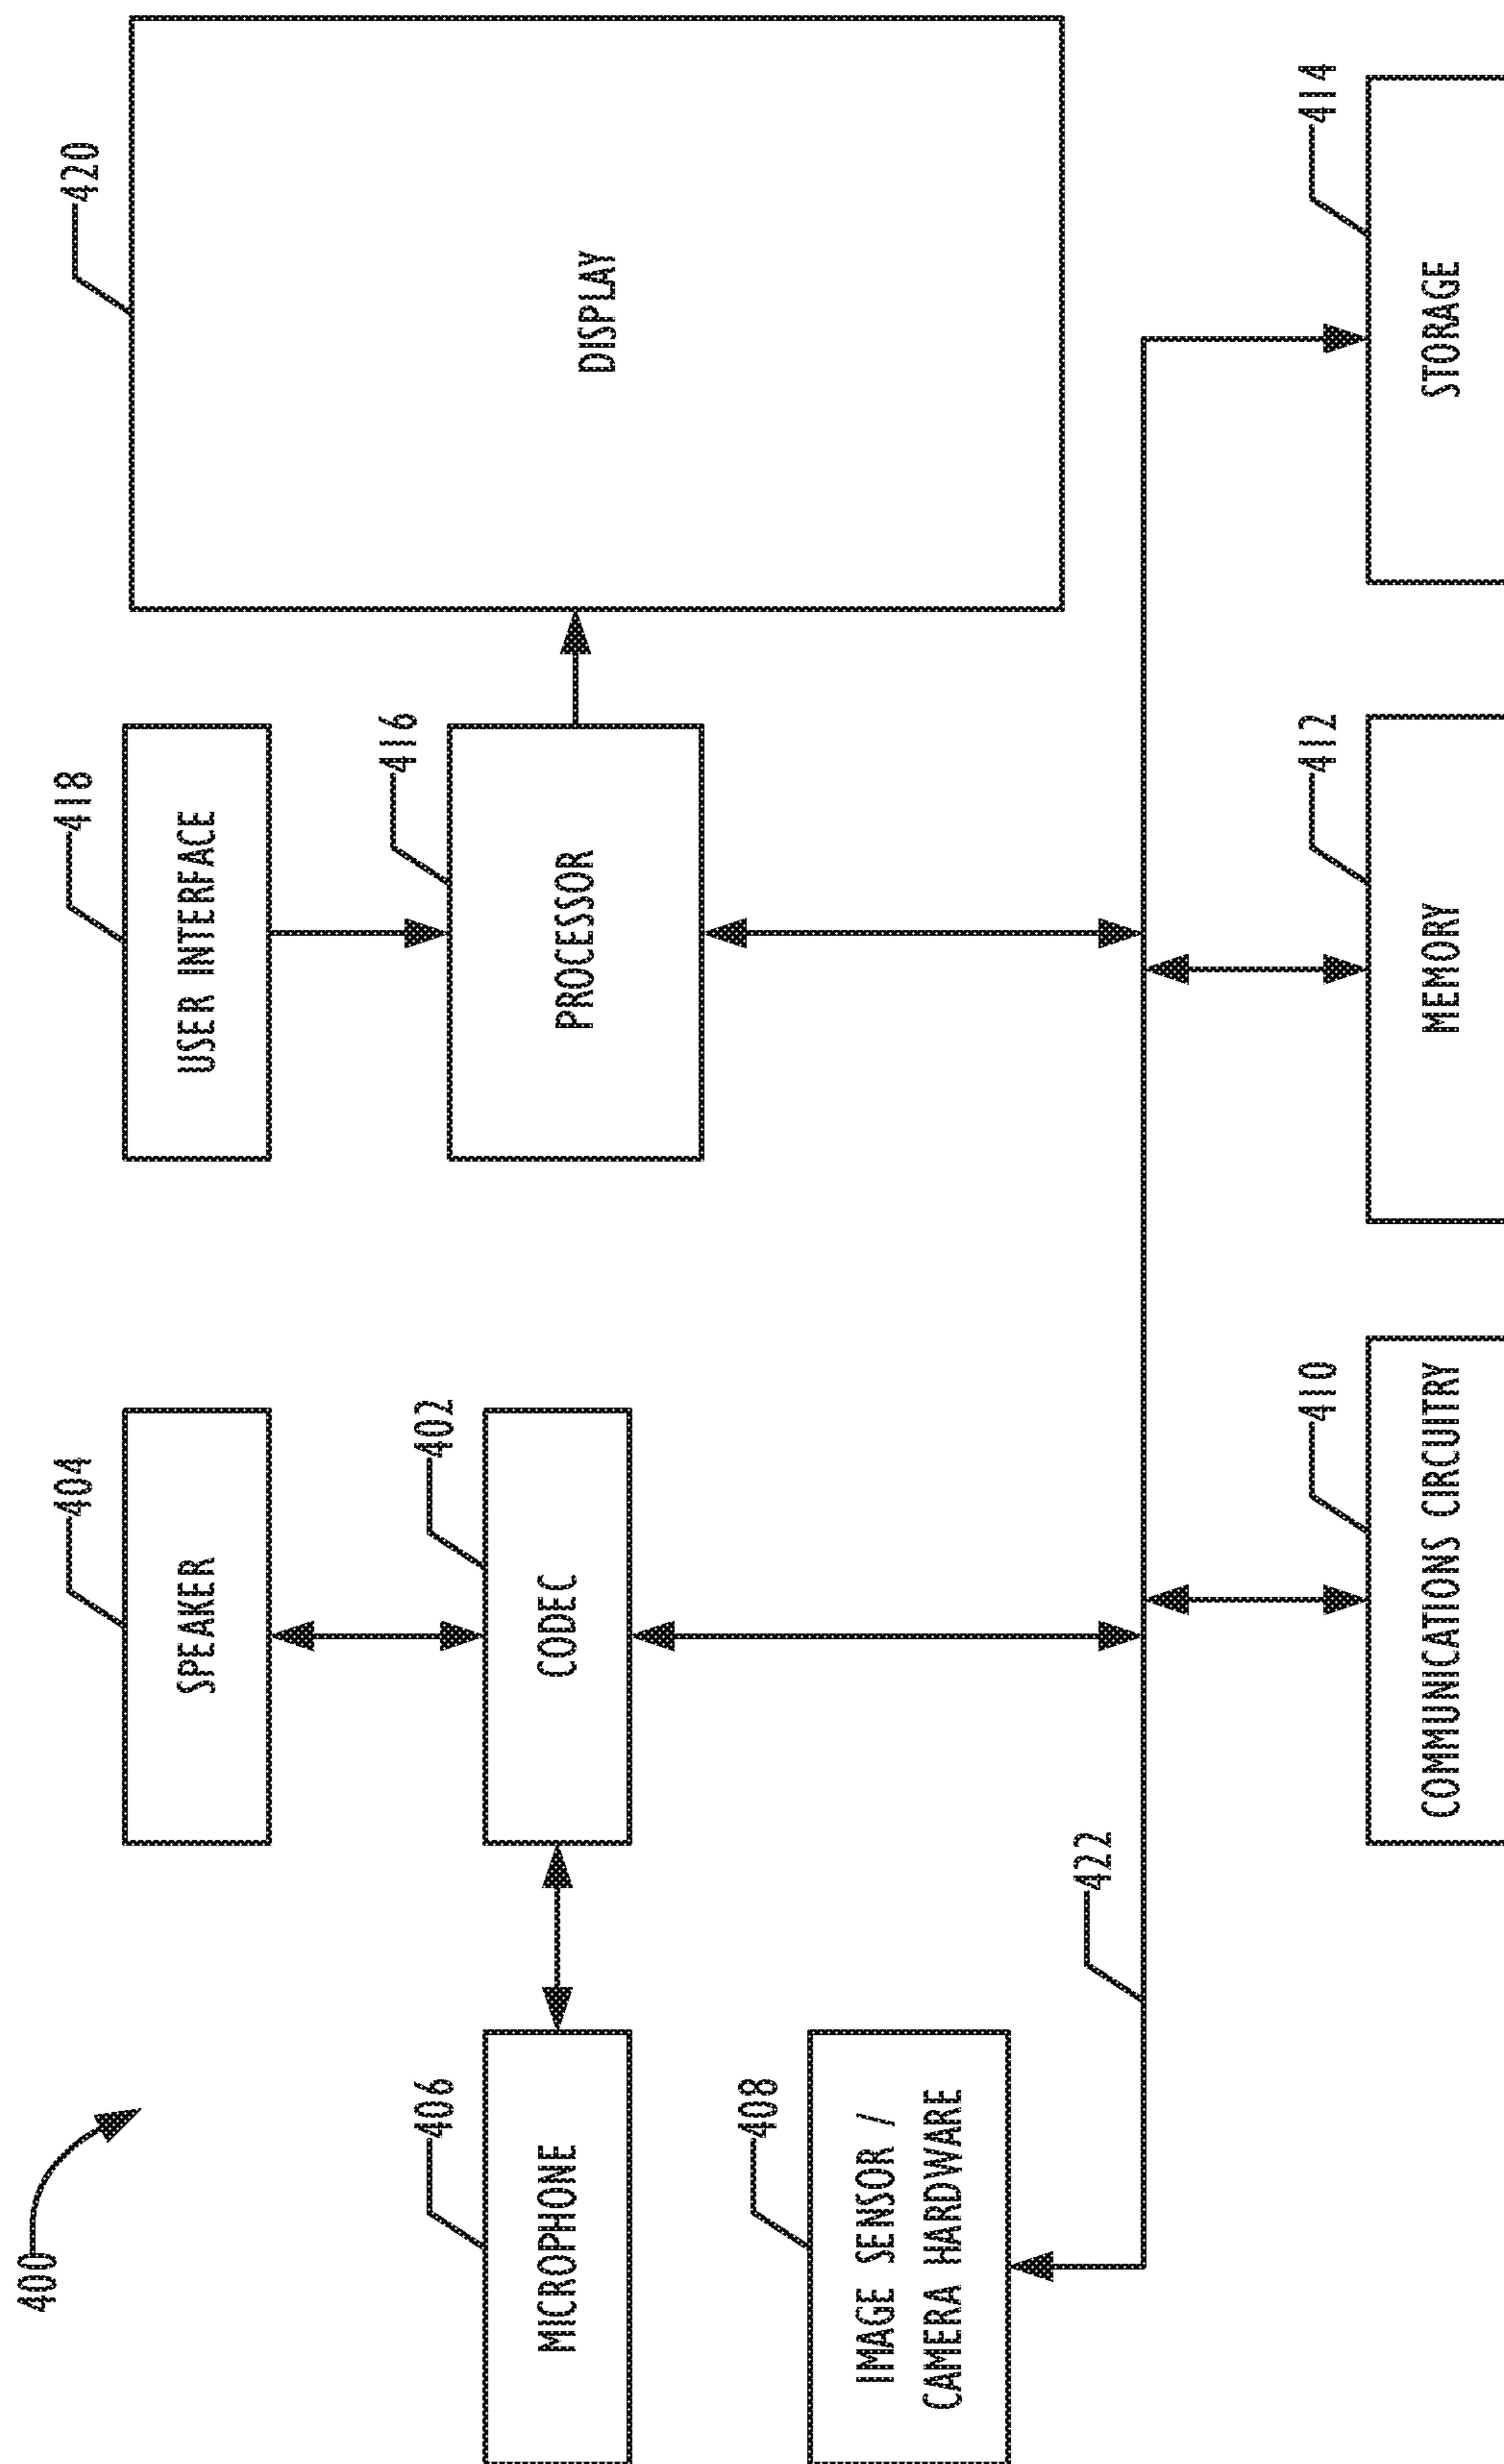 400
404
418
420
SPEAKER
USER INTERFACE
406
402
416
MICROPHONE
CODEC
PROCESSOR
DISPLAY
408
IMAGE SENSOR /
CAMERA HARDWARE
422
410
412
414
COMMUNICATIONS CIRCUITRY
MEMORY
STORAGE